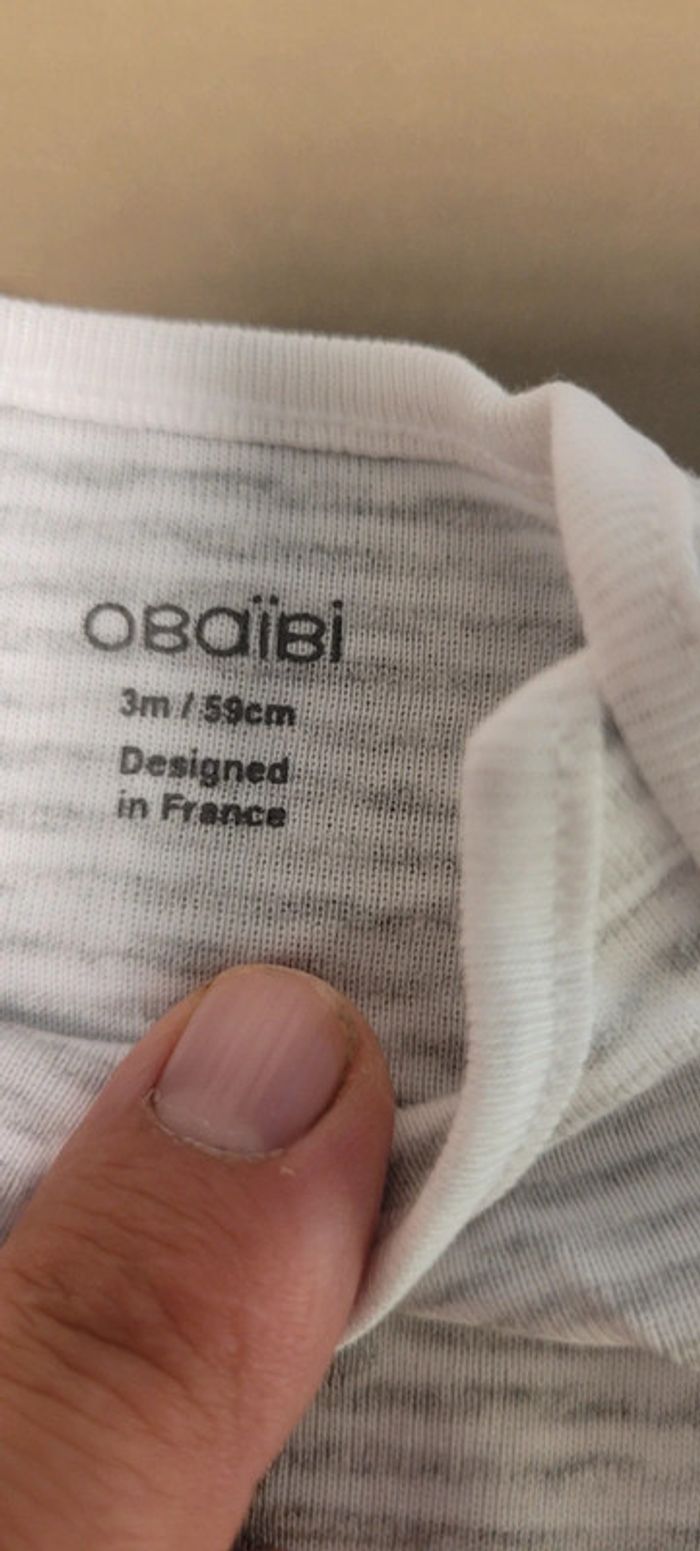 obaïbi
3m / 59cm
Designed
in France